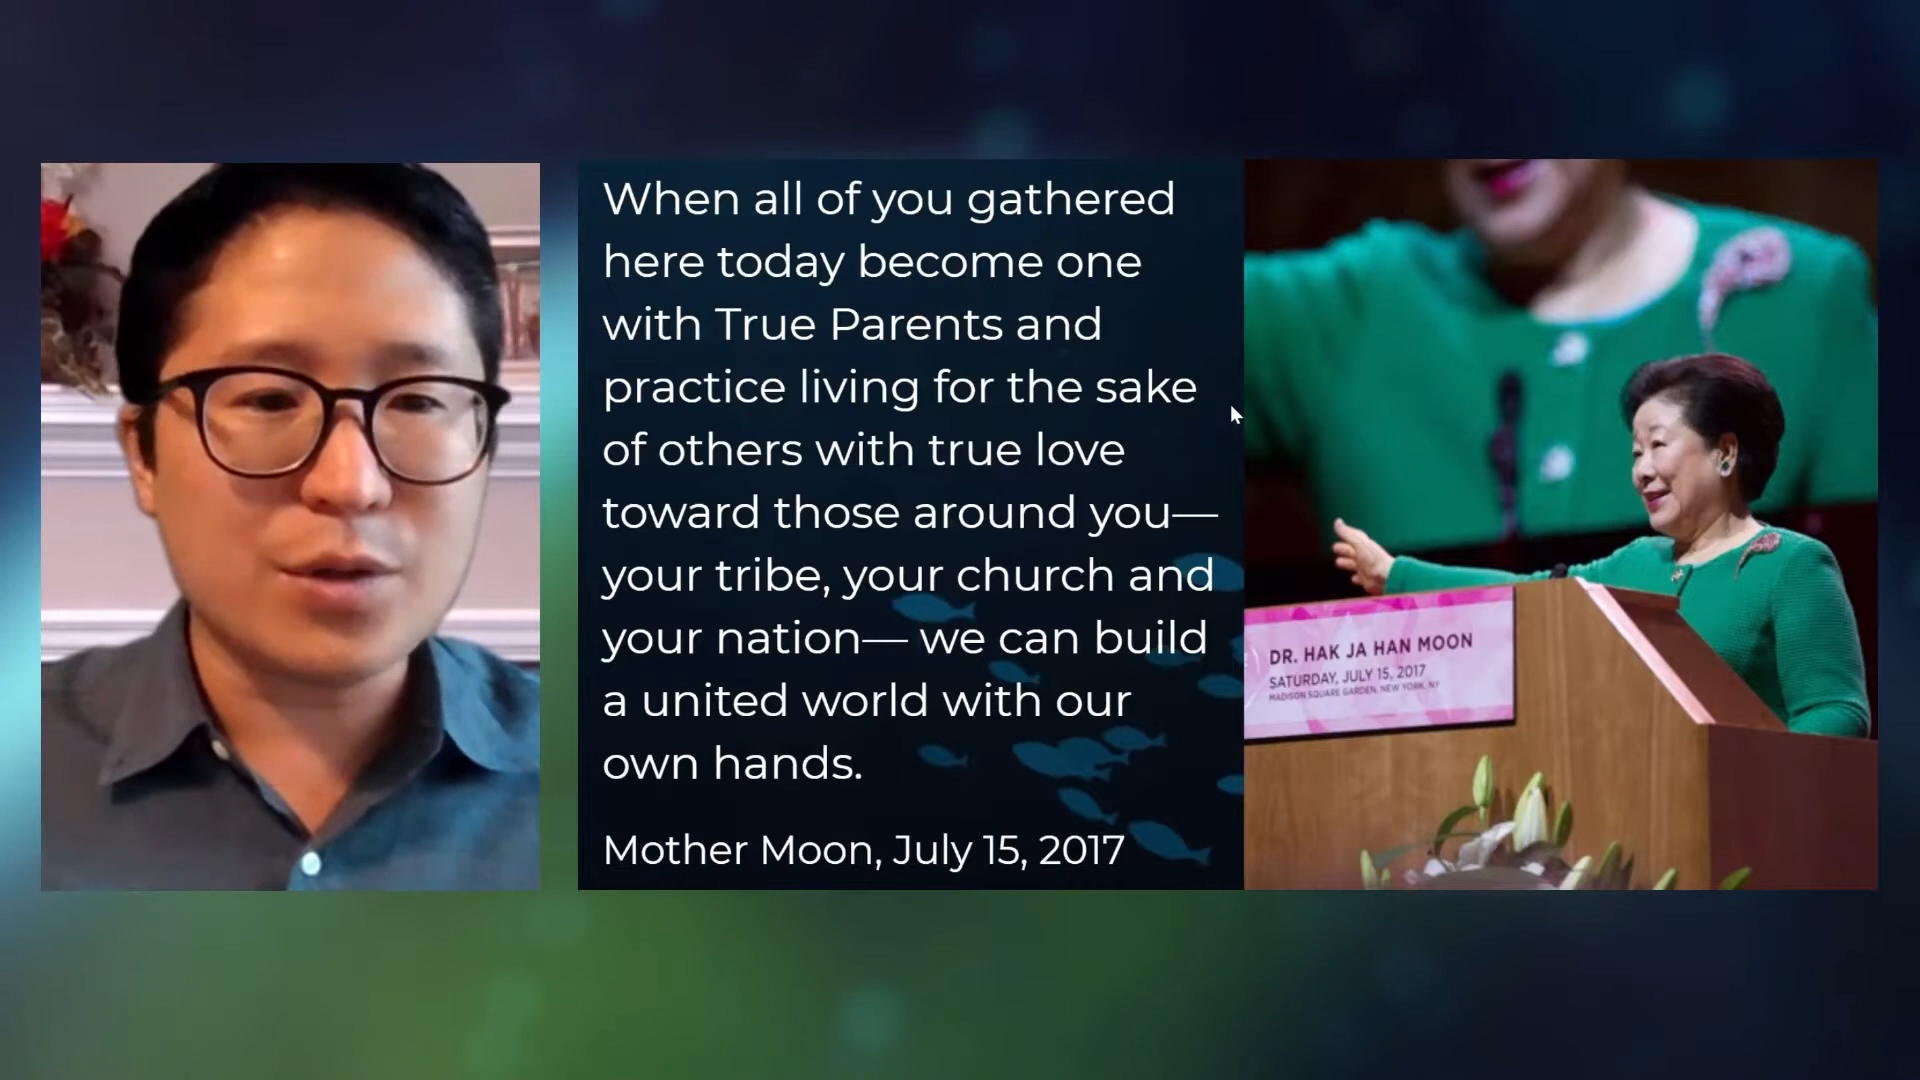 When all of you gathered
here today become one
with True Parents and
practice living for the sake
of others with true love
toward those around you—
your tribe, your church and
your nation— we can build
a united world with our
own hands.
Mother Moon, July 15, 2017
DR. HAK JA HAN MOON
SATURDAY, JULY 15, 2017
MADISON SQUARE GARDEN, NEW YORK, NY